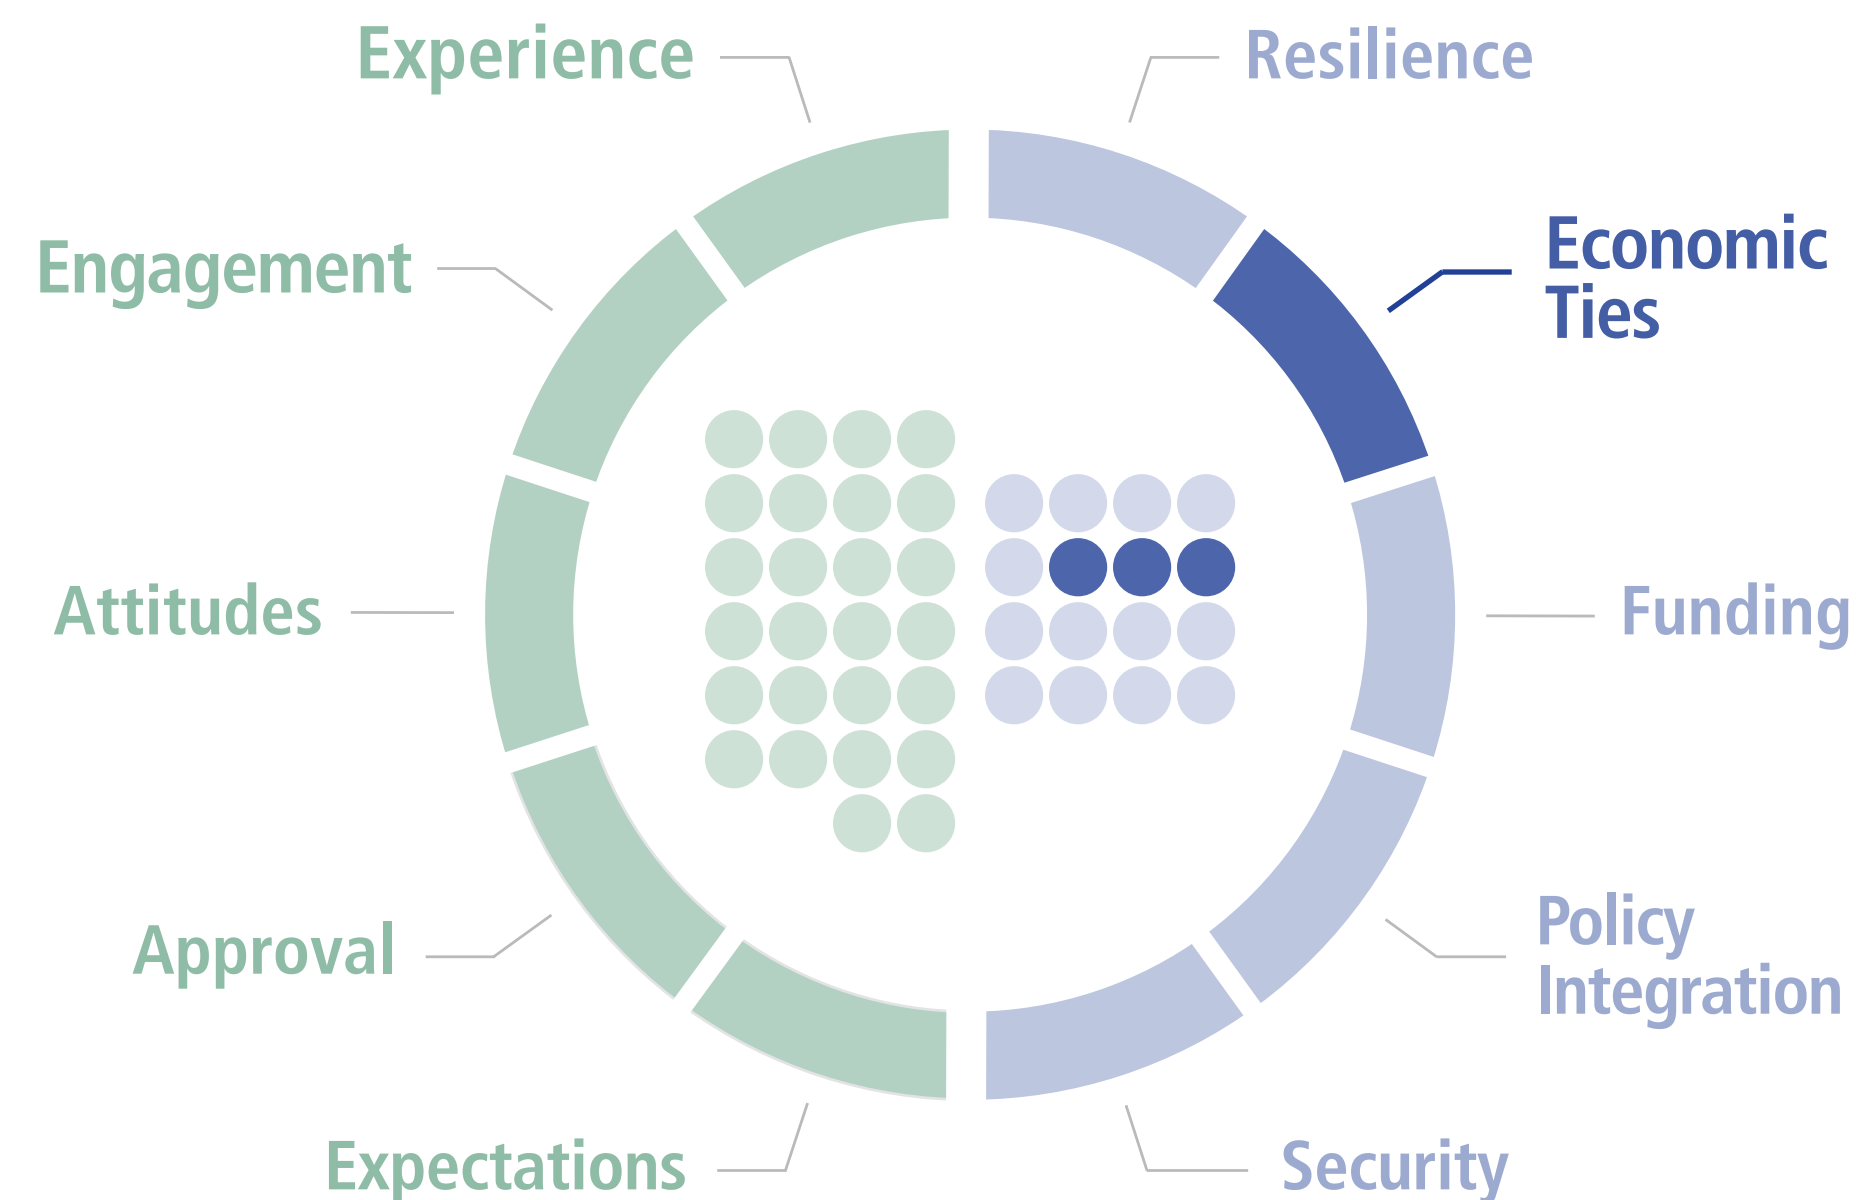 Experience
Resilience
Engagement
Economic
Ties
Attitudes
Funding
Approval
Policy
Integration
Expectations
Security